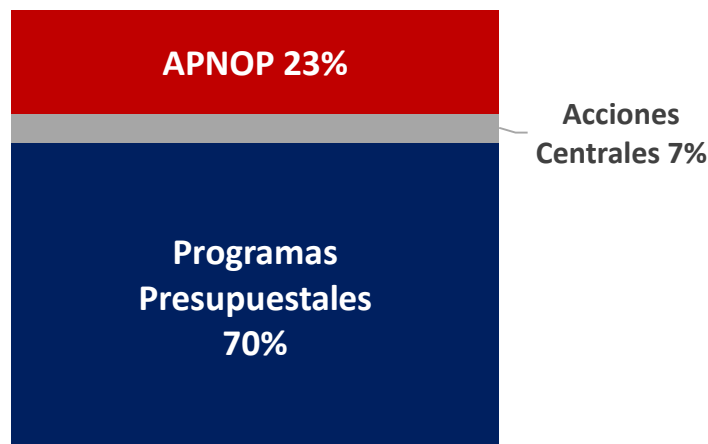 APNOP 23%
Acciones
Centrales 7%
Programas
Presupuestales
70%